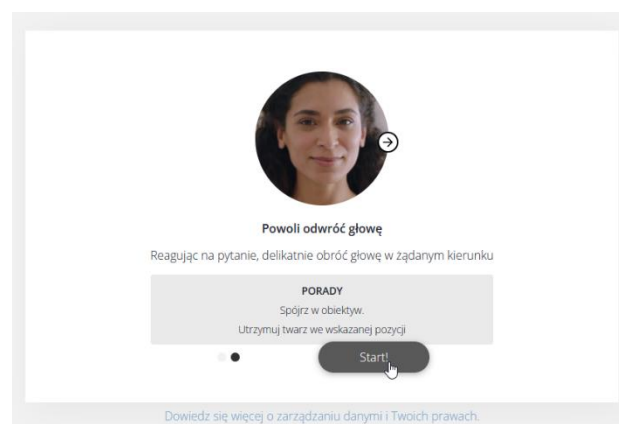 Powoli odwróć głowę
Reagując na pytanie, delikatnie obróć głowę w żądanym kierunku
PORADY
Spójrz w obiektyw.
Utrzymuj twarz we wskazanej pozycji
Start!
Dowiedz się więcej o zarządzaniu danymi i Twoich prawach.